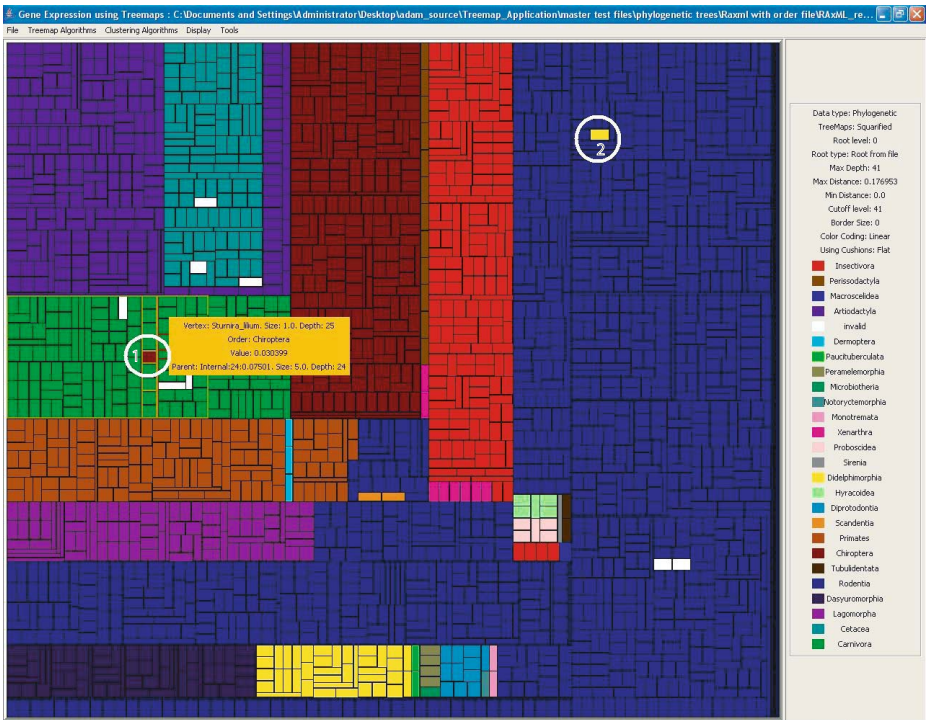 Gene Expression using Treemaps : C:\Documents and Settings\Administrator\Desktop\adam_source\Treemap_Application\master test files\phylogenetic trees\Raxml with order file\RAxML_re...
File Treemap Algorithms Clustering Algorithms Display Tools
2
1
Vertex: Sturnira_lilium. Size: 1.0. Depth: 25
Order: Chiroptera
Value: 0.030399
Parent: Internal:24:0.07501. Size: 5.0. Depth: 24
Data type: Phylogenetic
TreeMaps: Squarified
Root level: 0
Root type: Root from file
Max Depth: 41
Max Distance: 0.176953
Min Distance: 0.0
Cutoff level: 41
Border Size: 0
Color Coding: Linear
Using Cushions: Flat
Insectivora
Perissodactyla
Macroscelidea
Artiodactyla
invalid
Dermoptera
Paucituberculata
Peramelemorphia
Microbiotheria
Notoryctemorphia
Monotremata
Xenarthra
Proboscidea
Sirenia
Didelphimorphia
Hyracoidea
Diprotodontia
Scandentia
Primates
Chiroptera
Tubulidentata
Rodentia
Dasyuromorphia
Lagomorpha
Cetacea
Carnivora